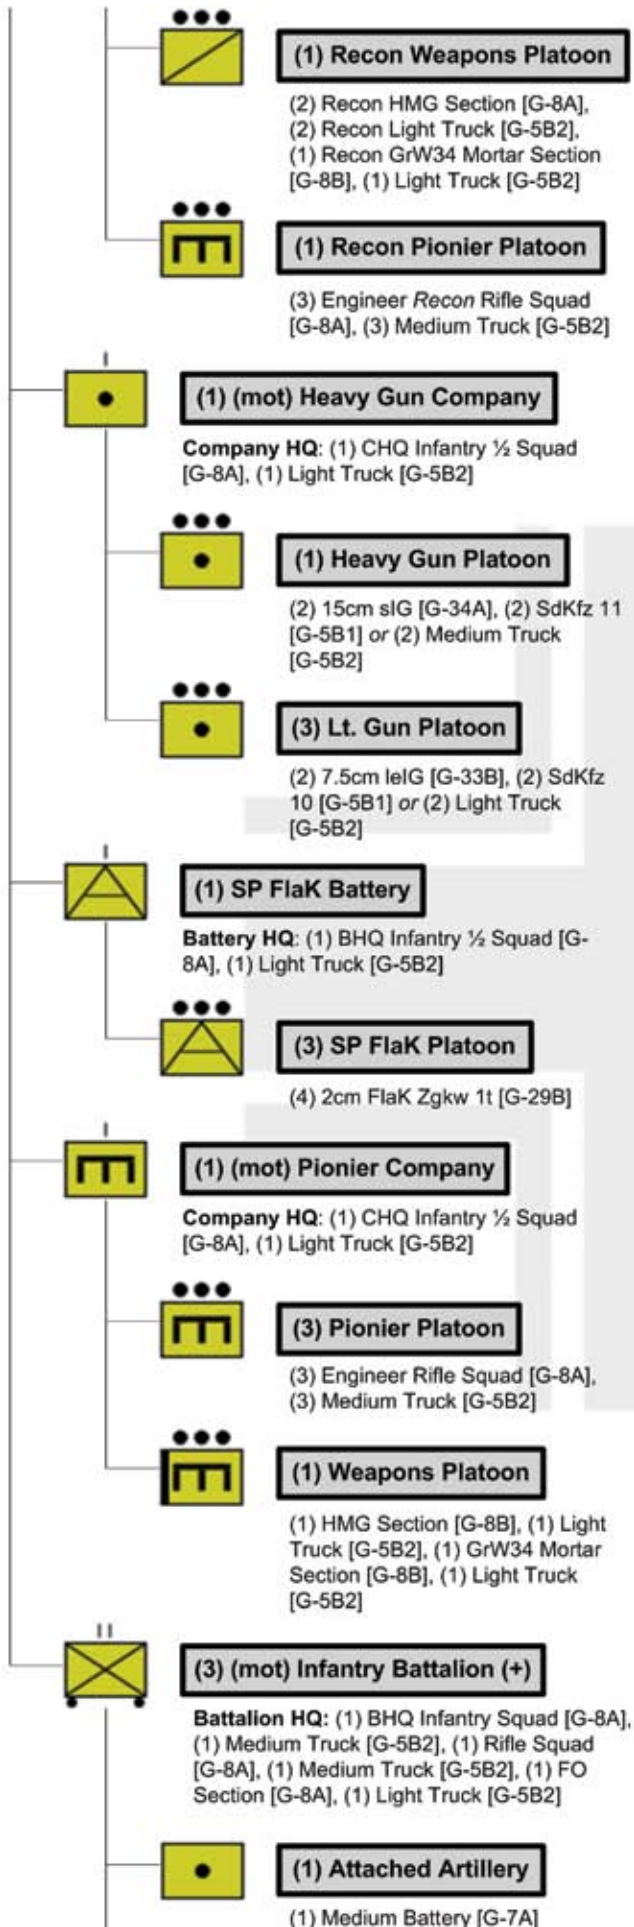 (1) Recon Weapons Platoon
(2) Recon HMG Section [G-8A],
(2) Recon Light Truck [G-5B2],
(1) Recon GrW34 Mortar Section
[G-8B], (1) Light Truck [G-5B2]
(1) Recon Pionier Platoon
(3) Engineer Recon Rifle Squad
[G-8A], (3) Medium Truck [G-5B2]
(1) (mot) Heavy Gun Company
Company HQ: (1) CHQ Infantry ½ Squad
[G-8A], (1) Light Truck [G-5B2]
(1) Heavy Gun Platoon
(2) 15cm sIG [G-34A], (2) SdKfz 11
[G-5B1] or (2) Medium Truck
[G-5B2]
(3) Lt. Gun Platoon
(2) 7.5cm leIG [G-33B], (2) SdKfz
10 [G-5B1] or (2) Light Truck
[G-5B2]
(1) SP FlaK Battery
Battery HQ: (1) BHQ Infantry ½ Squad [G-
8A], (1) Light Truck [G-5B2]
(3) SP FlaK Platoon
(4) 2cm FlaK Zgkw 1t [G-29B]
(1) (mot) Pionier Company
Company HQ: (1) CHQ Infantry ½ Squad
[G-8A], (1) Light Truck [G-5B2]
(3) Pionier Platoon
(3) Engineer Rifle Squad [G-8A],
(3) Medium Truck [G-5B2]
(1) Weapons Platoon
(1) HMG Section [G-8B], (1) Light
Truck [G-5B2], (1) GrW34 Mortar
Section [G-8B], (1) Light Truck
[G-5B2]
(3) (mot) Infantry Battalion (+)
Battalion HQ: (1) BHQ Infantry Squad [G-8A],
(1) Medium Truck [G-5B2], (1) Rifle Squad
[G-8A], (1) Medium Truck [G-5B2], (1) FO
Section [G-8A], (1) Light Truck [G-5B2]
(1) Attached Artillery
(1) Medium Battery [G-7A]